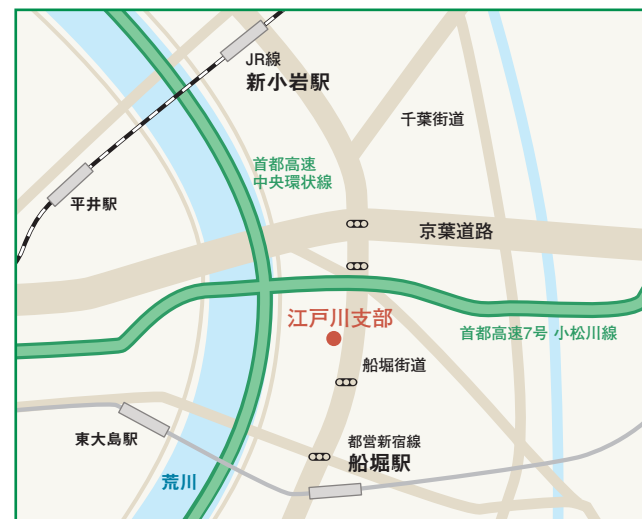 JR線
新小岩駅
千葉街道
首都高速
中央環状線
平井駅
京葉道路
江戸川支部
首都高速7号 小松川線
船堀街道
東大島駅
都営新宿線
船堀駅
荒川